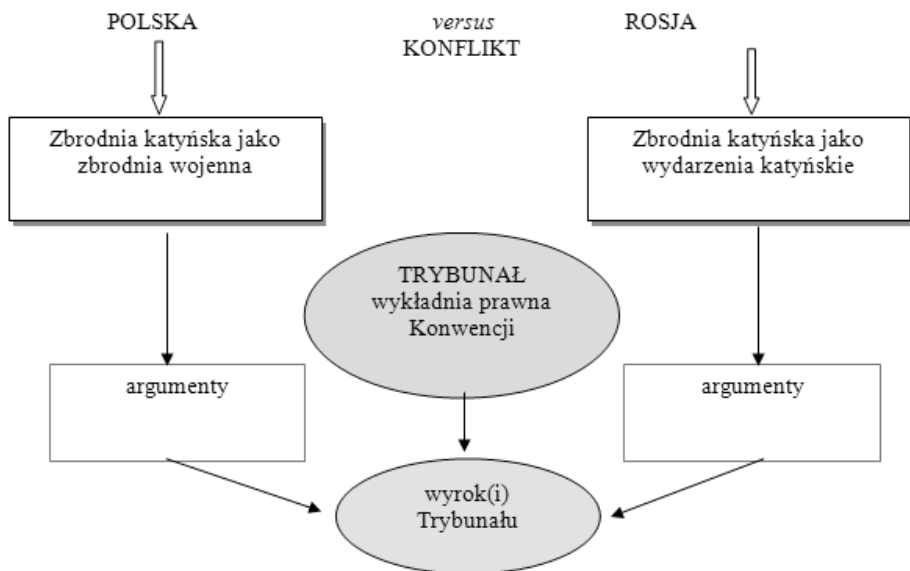 POLSKA
versus
ROSJA
KONFLIKT
Zbrodnia katyńska jako
zbrodnia wojenna
Zbrodnia katyńska jako
wydarzenia katyńskie
TRYBUNAŁ
wykładnia prawna
Konwencji
argumenty
argumenty
wyrok(i)
Trybunału